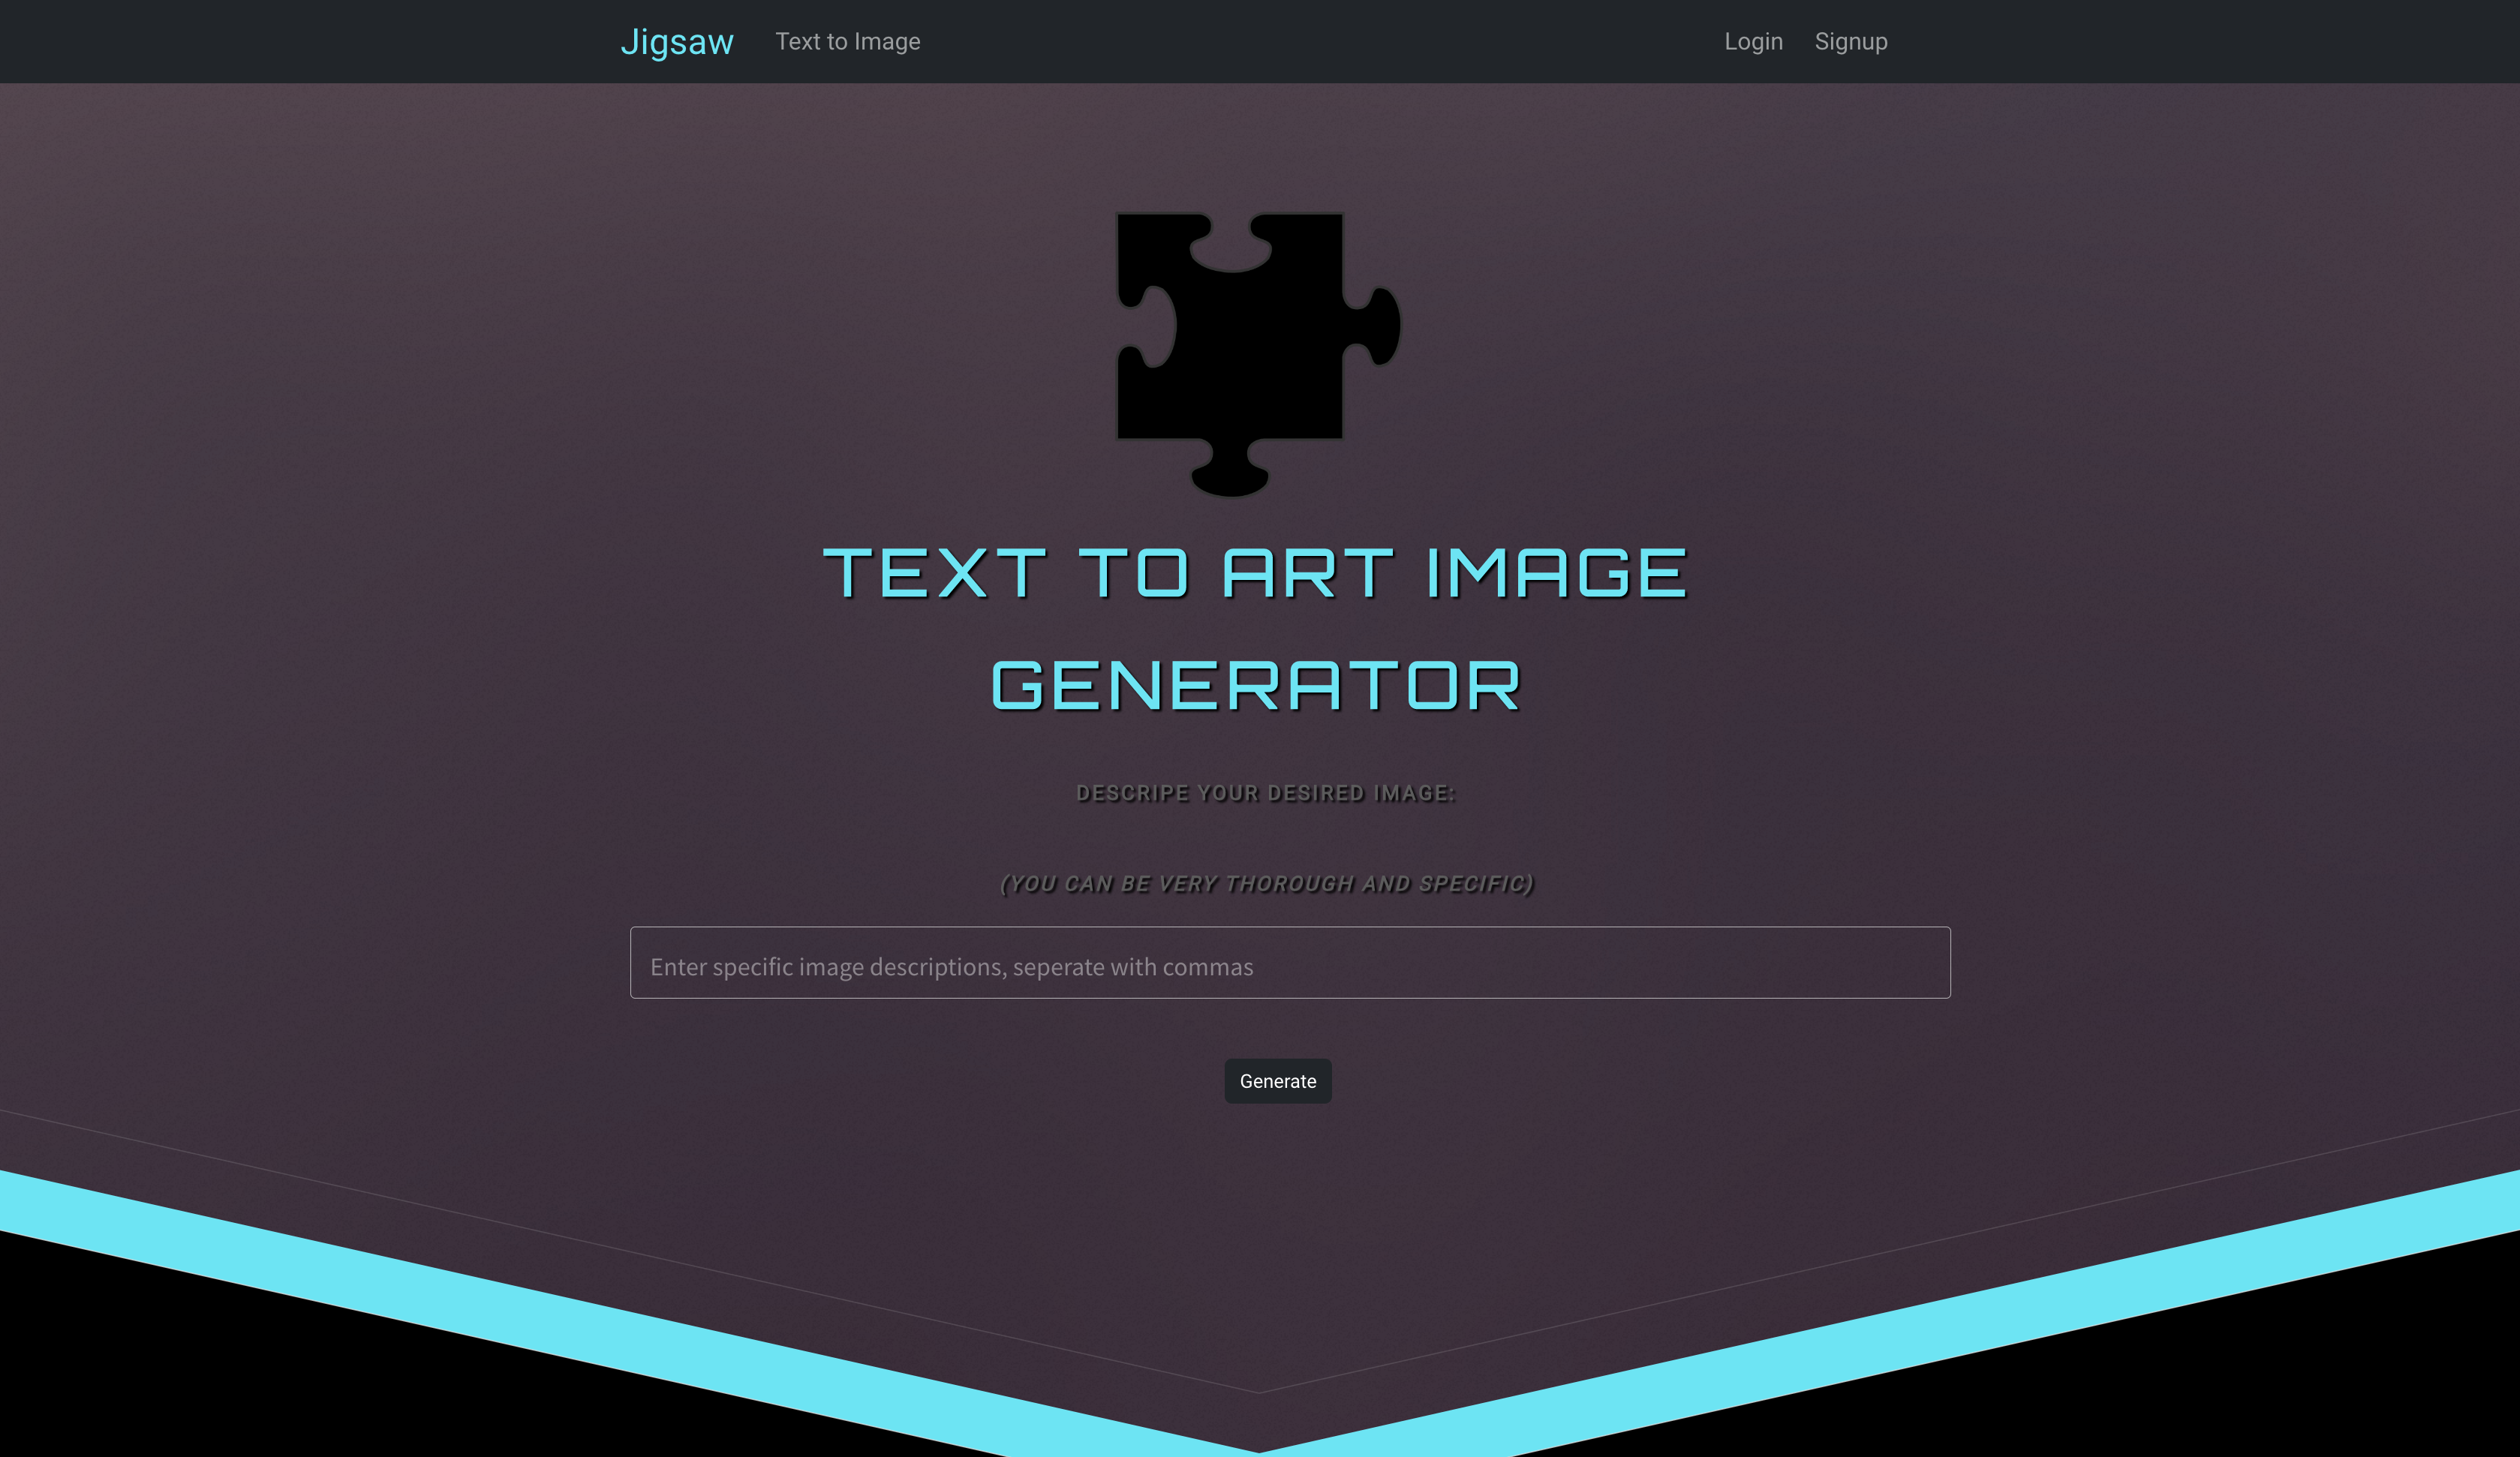 Jigsaw Text to Image Login Signup
TEXT TO ART IMAGE
GENERATOR
DESCRIPE YOUR DESIRED IMAGE:
(YOU CAN BE VERY THOROUGH AND SPECIFIC)
Enter specific image descriptions, seperate with commas
Generate